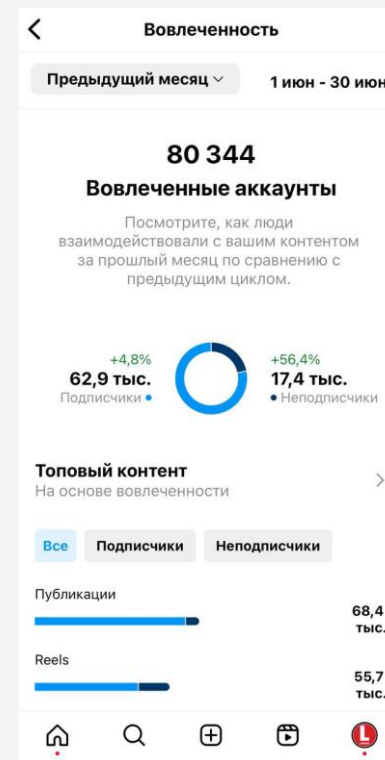 Вовлеченность
Предыдущий месяц
1 июн - 30 июн
80 344
Вовлеченные аккаунты
Посмотрите, как люди
взаимодействовали с вашим контентом
за прошлый месяц по сравнению с
предыдущим циклом.
+4,8%
62,9 тыс.
Подписчики
+56,4%
17,4 тыс.
Неподписчики
Топовый контент
На основе вовлеченности
Все
Подписчики
Неподписчики
Публикации
68,4
тыс.
Reels
55,7
тыс.
L